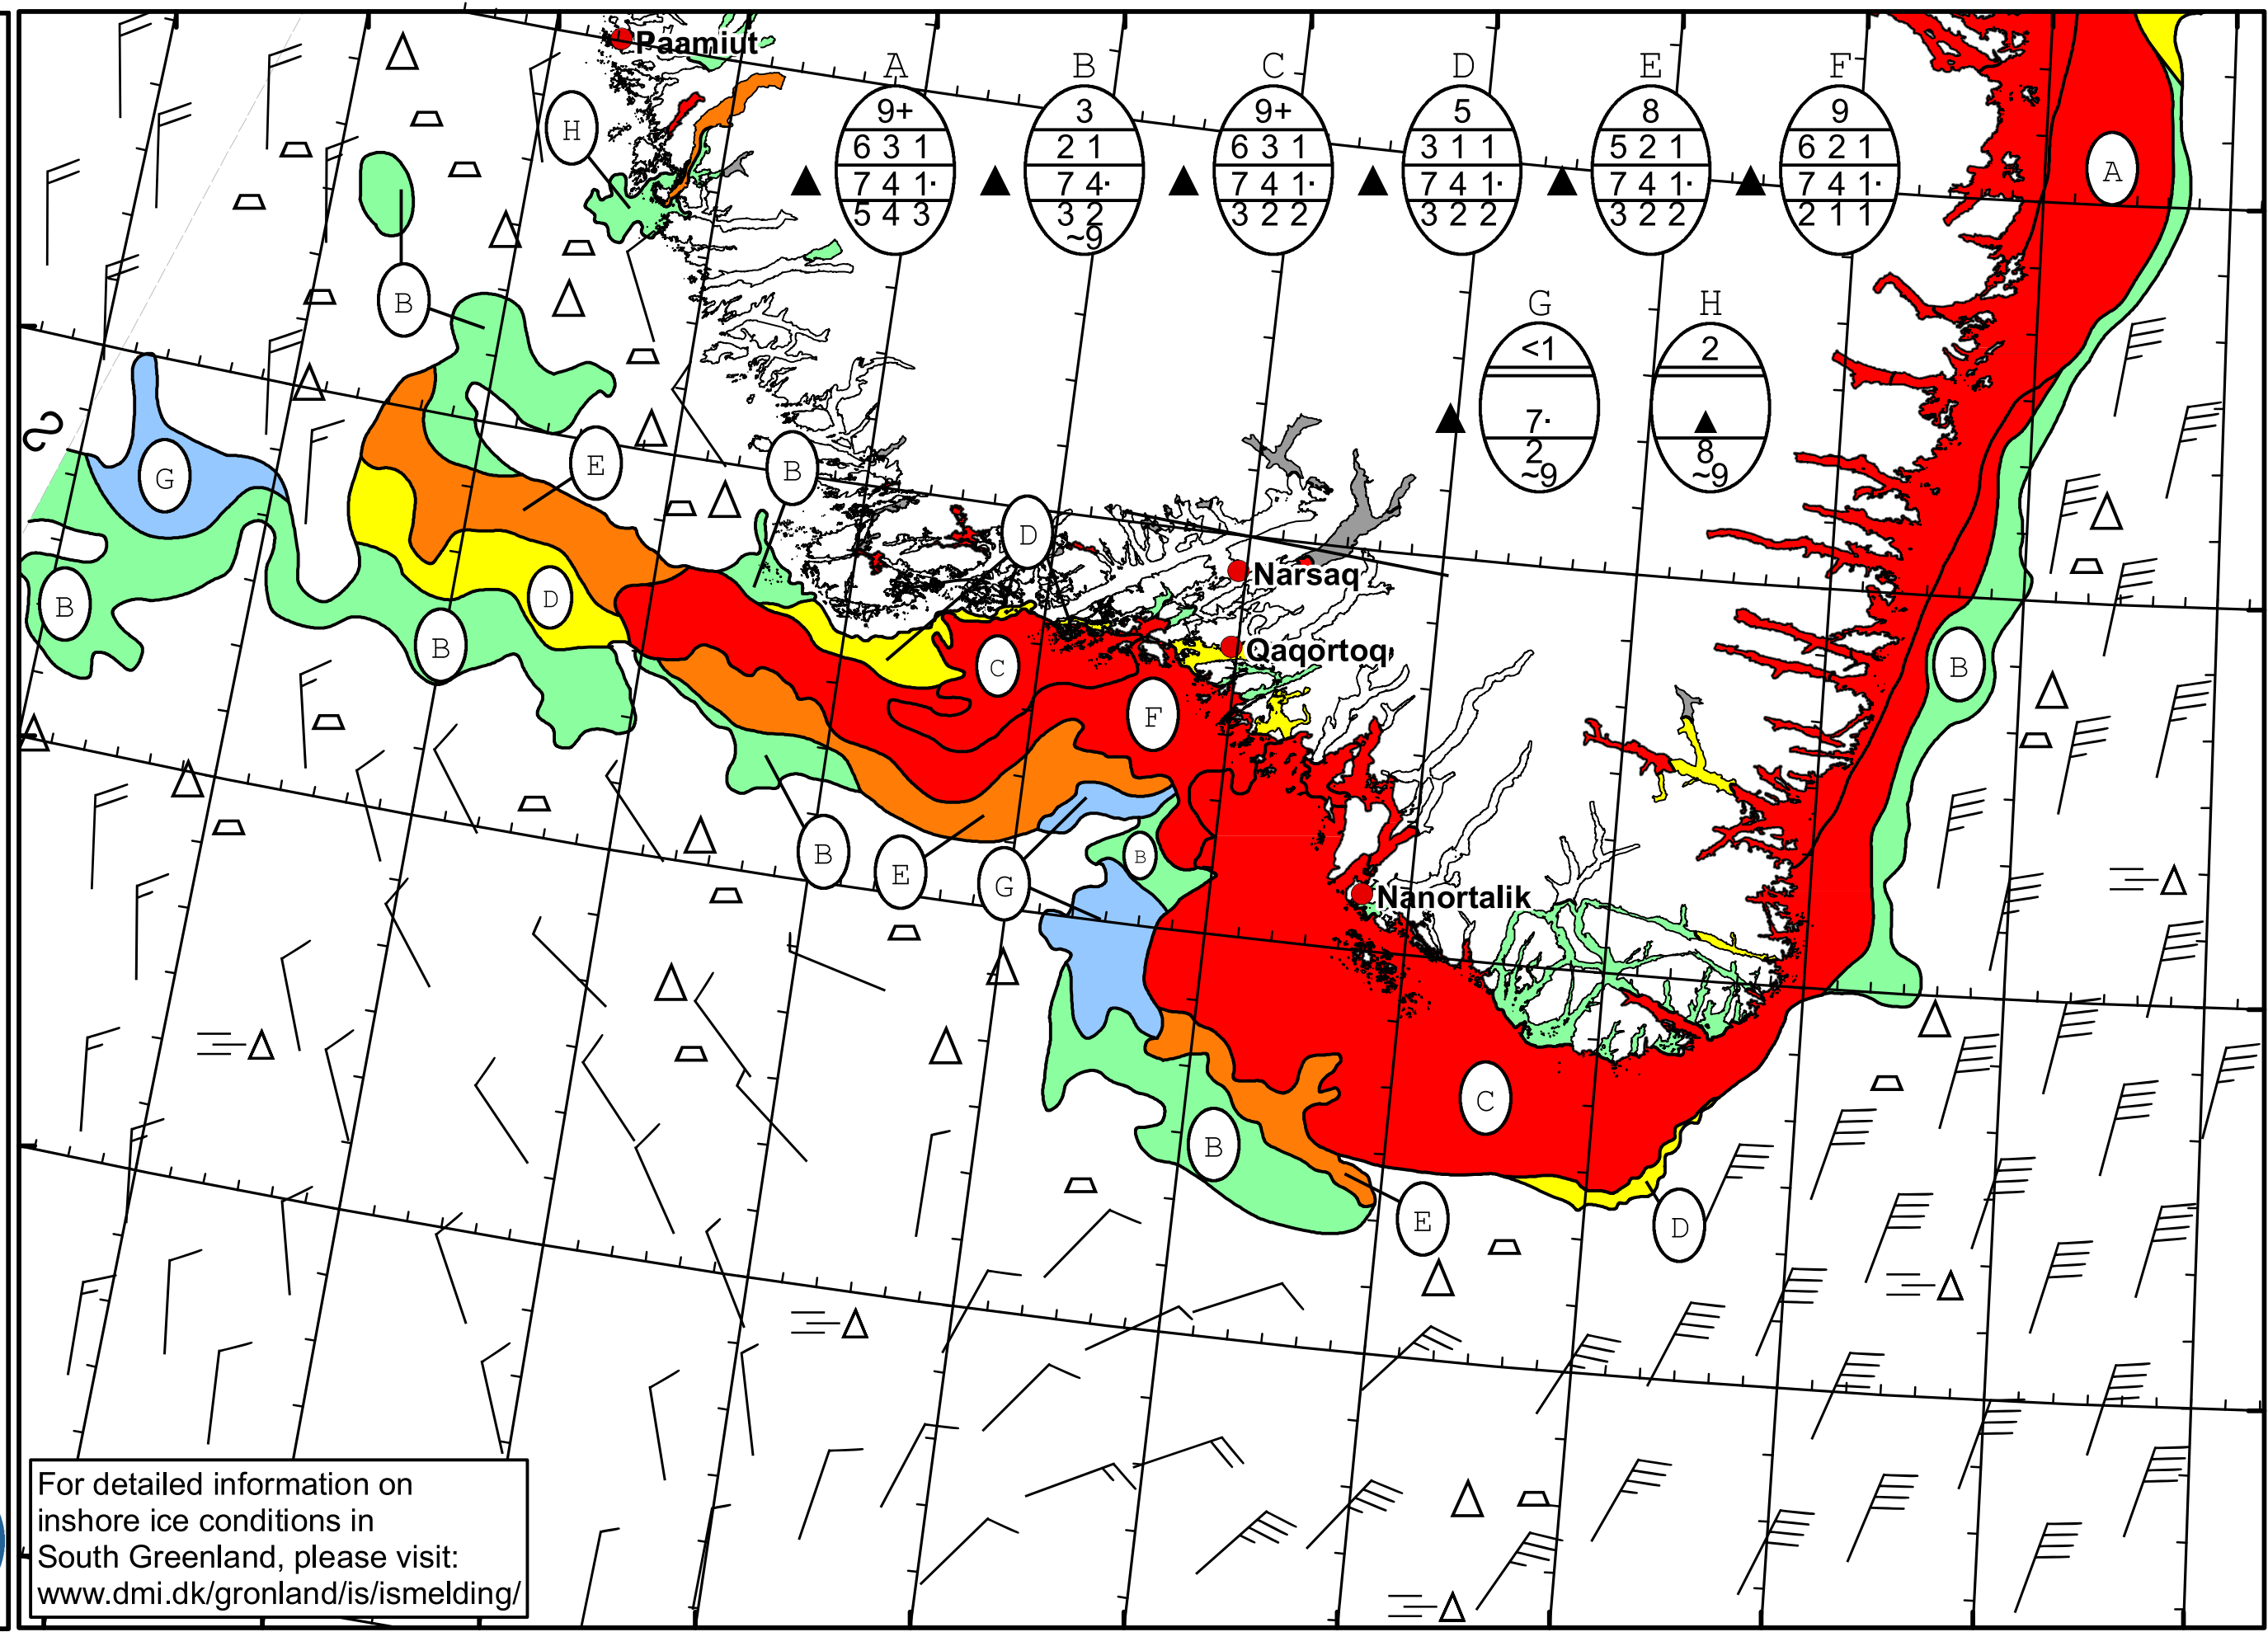 Paamiut
A B C D E F
9+ 3 9+ 5 8 9
6 3 1 2 1 6 3 1 3 1 1 5 2 1 6 2 1
7 4 1· 7 4· 7 4 1· 7 4 1· 7 4 1· 7 4 1·
5 4 3 3 2 3 2 2 3 2 2 3 2 2 2 1 1
~9
H
A
B
G H
<1 2
7·
2 8
~9 ~9
E
B
G
D
Narsaq
B
D
B
Qaqortoq
C
B
F
B
B
E
G
Nanortalik
C
B
E
D
For detailed information on
inshore ice conditions in
South Greenland, please visit:
www.dmi.dk/gronland/is/ismelding/